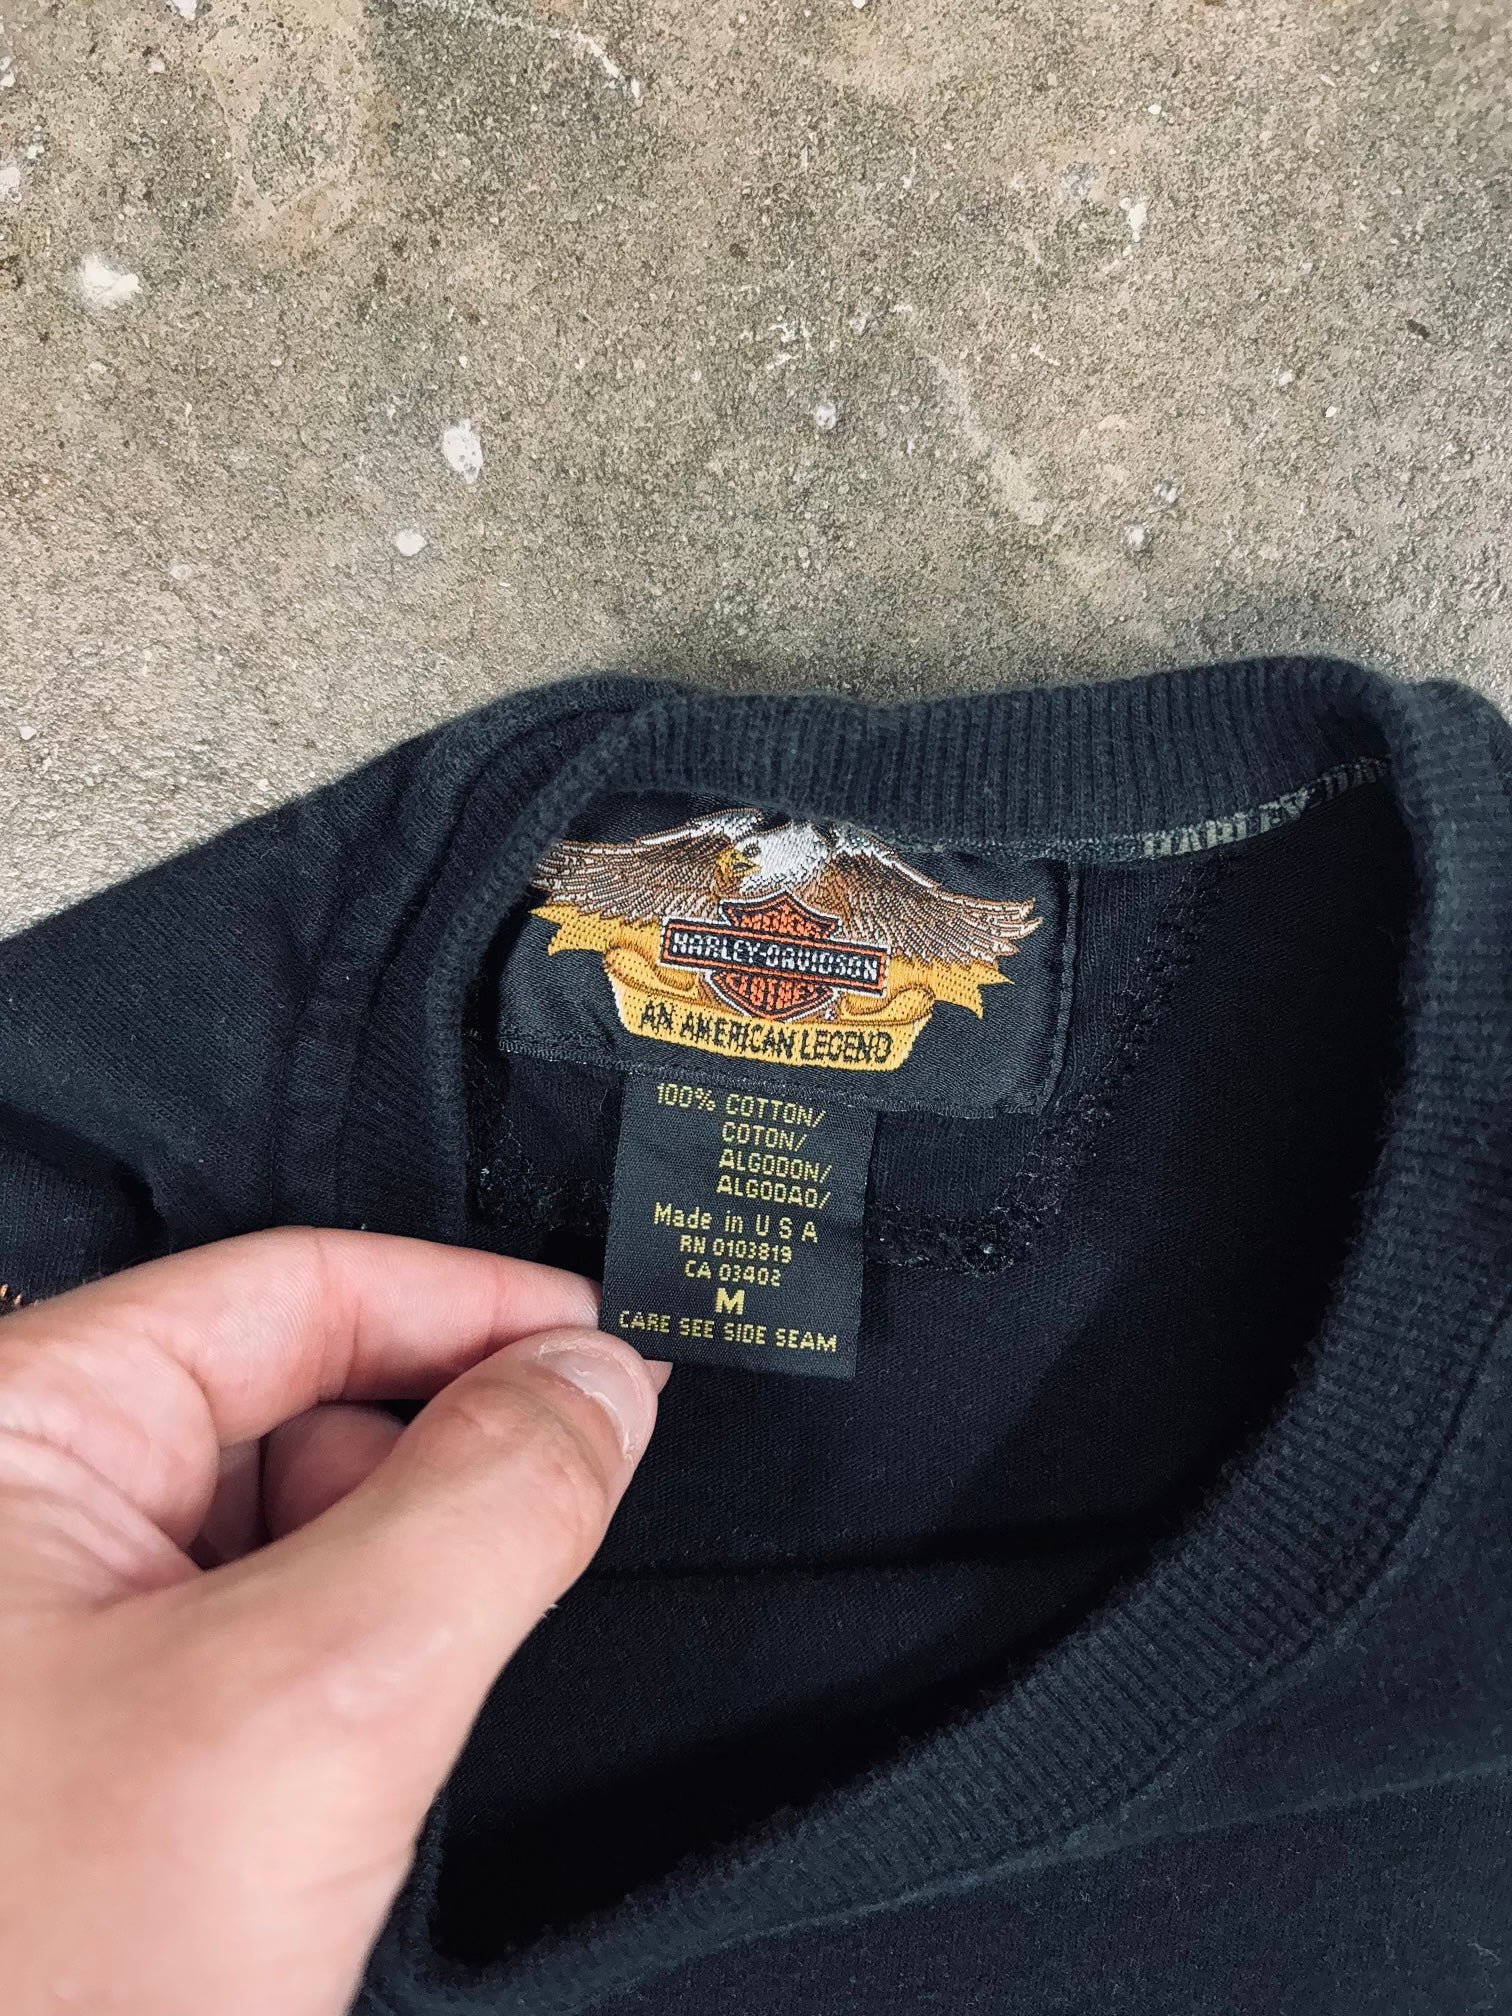 HARLEY
MOTOR
HARLEY-DAVIDSON
CYCLES
AN AMERICAN LEGEND
100% COTTON/
COTON/
ALGODON/
ALGODAO/
Made in U S A
RN 0103819
CA 03402
M
CARE SEE SIDE SEAM